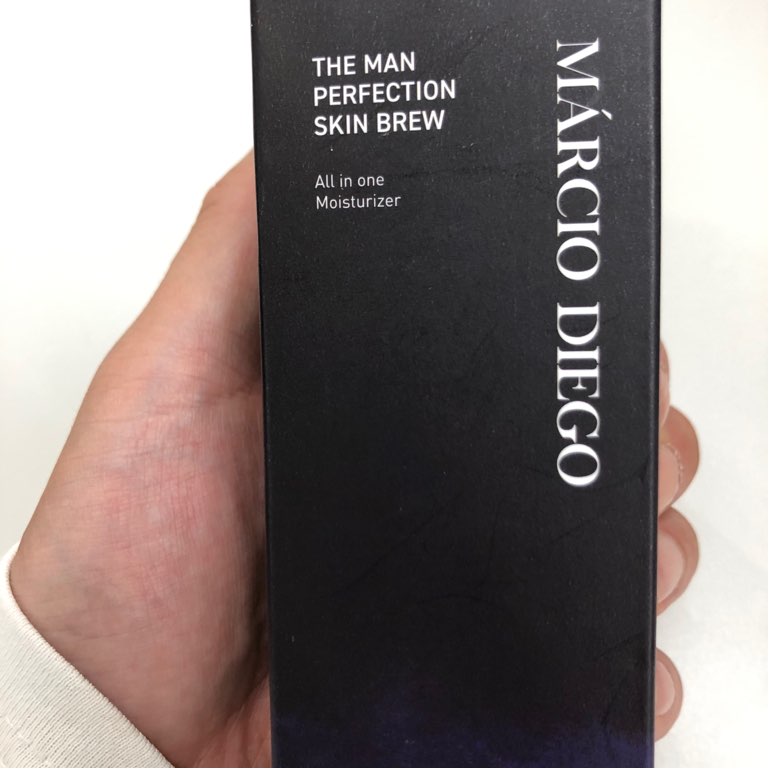 THE MAN
PERFECTION
SKIN BREW
All in one
Moisturizer
MÁRCIO DIEGO